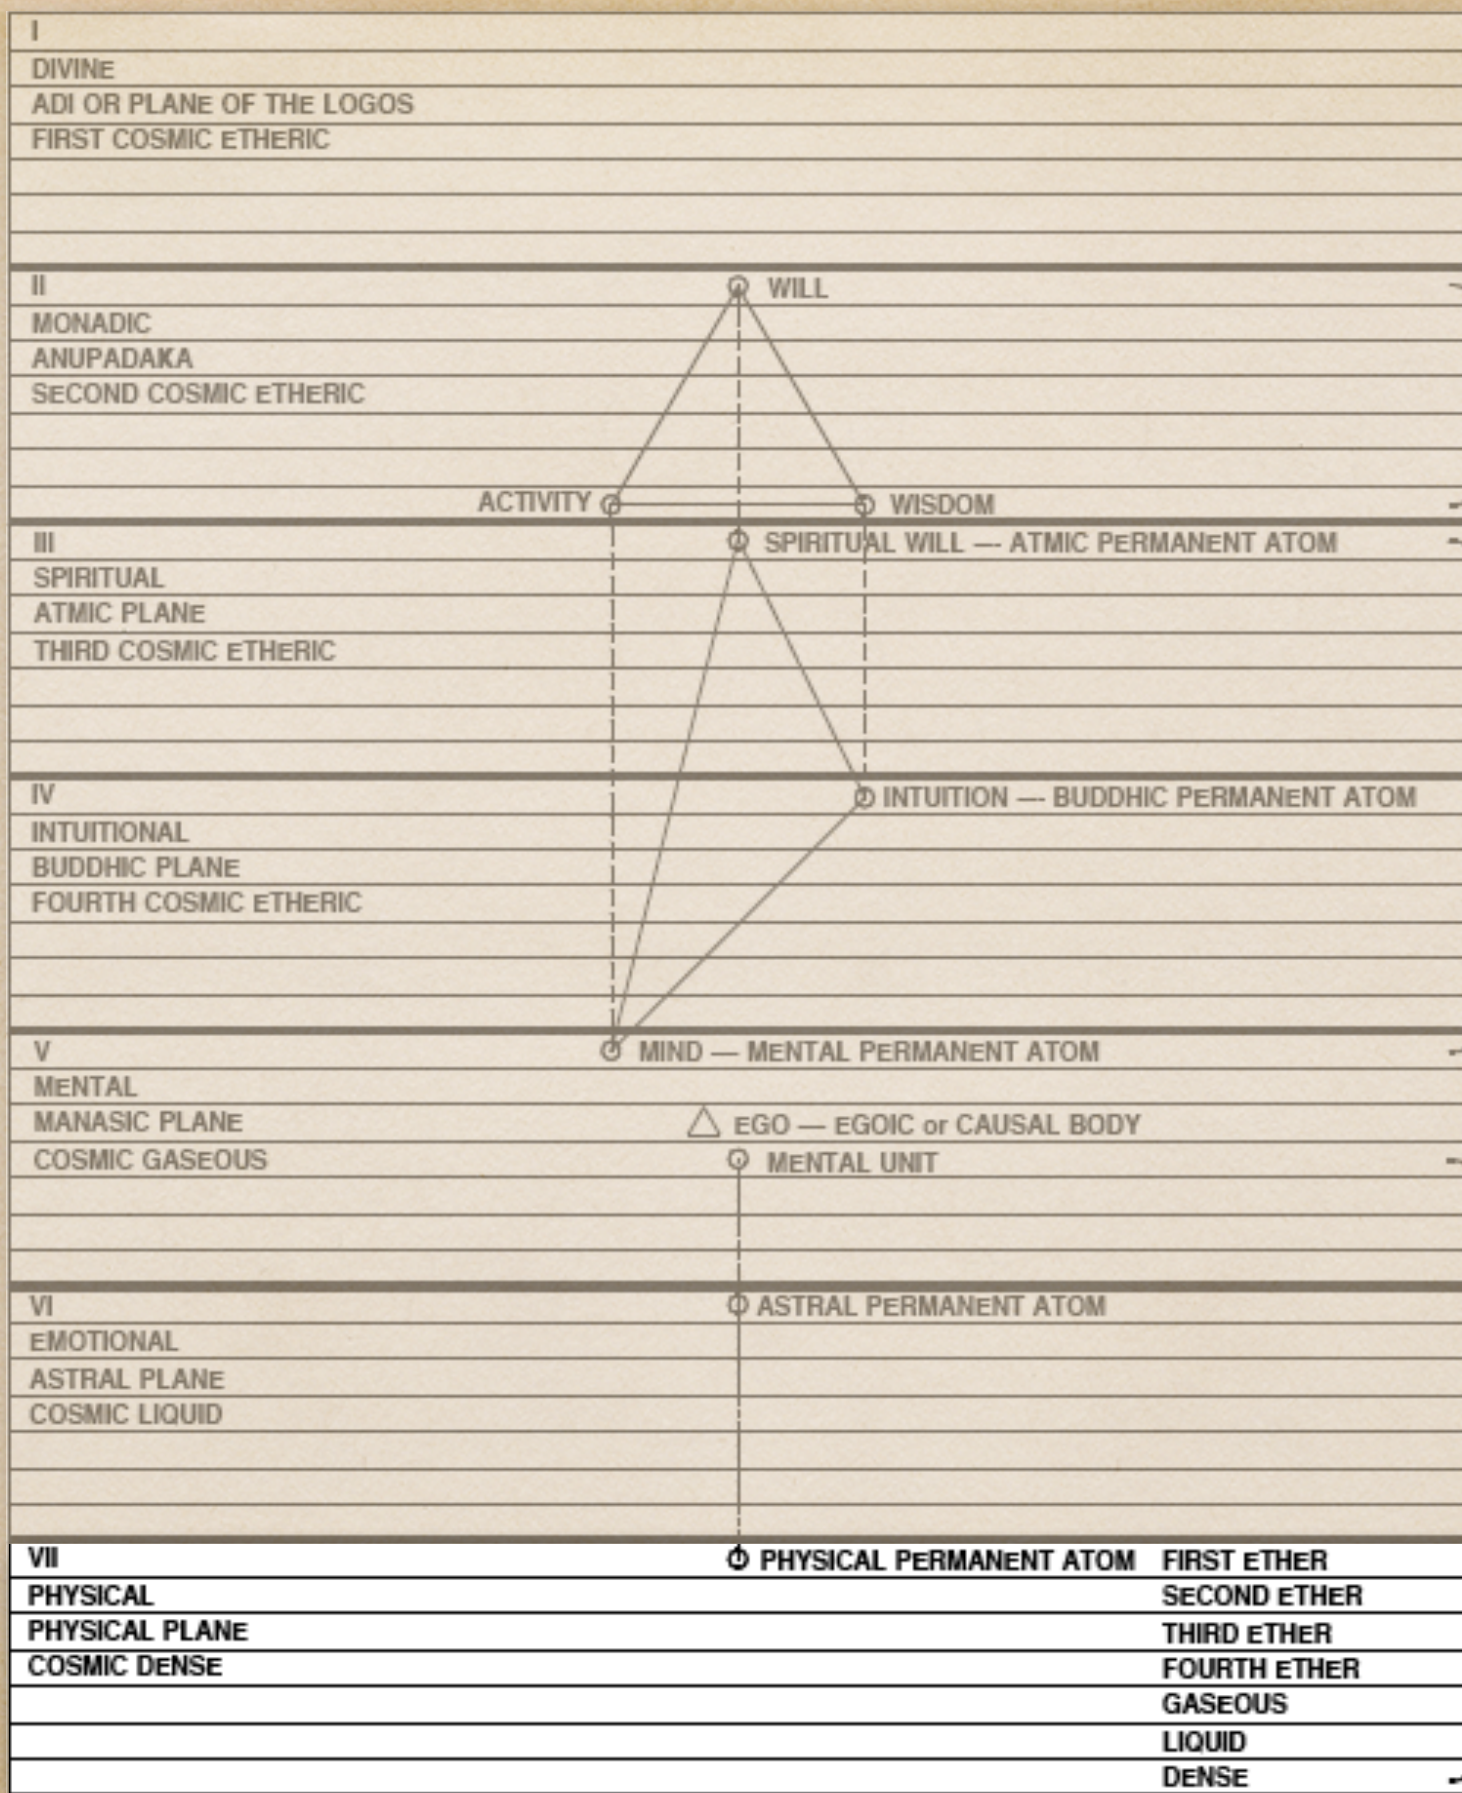 I
DIVINE
ADI OR PLANE OF THE LOGOS
FIRST COSMIC ETHERIC
II
WILL
MONADIC
ANUPADAKA
SECOND COSMIC ETHERIC
ACTIVITY WISDOM
III
SPIRITUAL WILL — ATMIC PERMANENT ATOM
SPIRITUAL
ATMIC PLANE
THIRD COSMIC ETHERIC
IV
INTUITION — BUDDHIC PERMANENT ATOM
INTUITIONAL
BUDDHIC PLANE
FOURTH COSMIC ETHERIC
V
MIND — MENTAL PERMANENT ATOM
MENTAL
MANASIC PLANE
EGO — EGOIC or CAUSAL BODY
COSMIC GASEOUS
MENTAL UNIT
VI
ASTRAL PERMANENT ATOM
EMOTIONAL
ASTRAL PLANE
COSMIC LIQUID
VII
PHYSICAL PERMANENT ATOM FIRST ETHER
PHYSICAL SECOND ETHER
PHYSICAL PLANE THIRD ETHER
COSMIC DENSE FOURTH ETHER
GASEOUS
LIQUID
DENSE